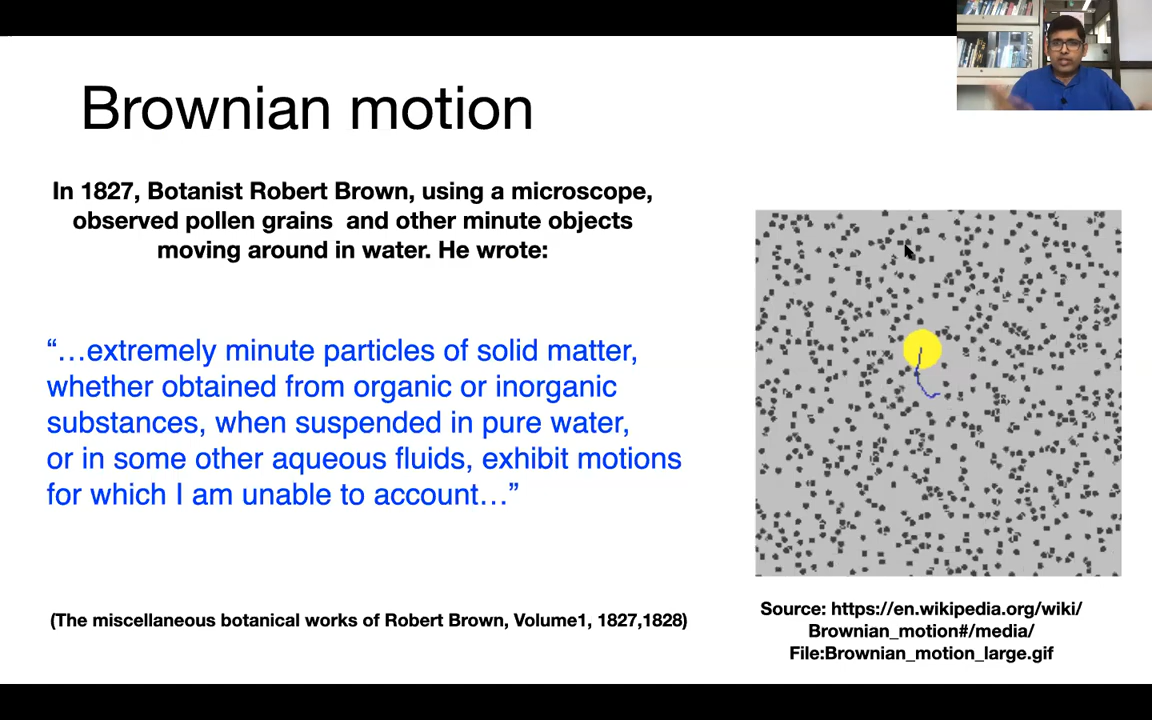 Brownian motion
In 1827, Botanist Robert Brown, using a microscope,
observed pollen grains and other minute objects
moving around in water. He wrote:
“…extremely minute particles of solid matter,
whether obtained from organic or inorganic
substances, when suspended in pure water,
or in some other aqueous fluids, exhibit motions
for which I am unable to account…”
(The miscellaneous botanical works of Robert Brown, Volume1, 1827,1828)
Source: https://en.wikipedia.org/wiki/
Brownian_motion#/media/
File:Brownian_motion_large.gif